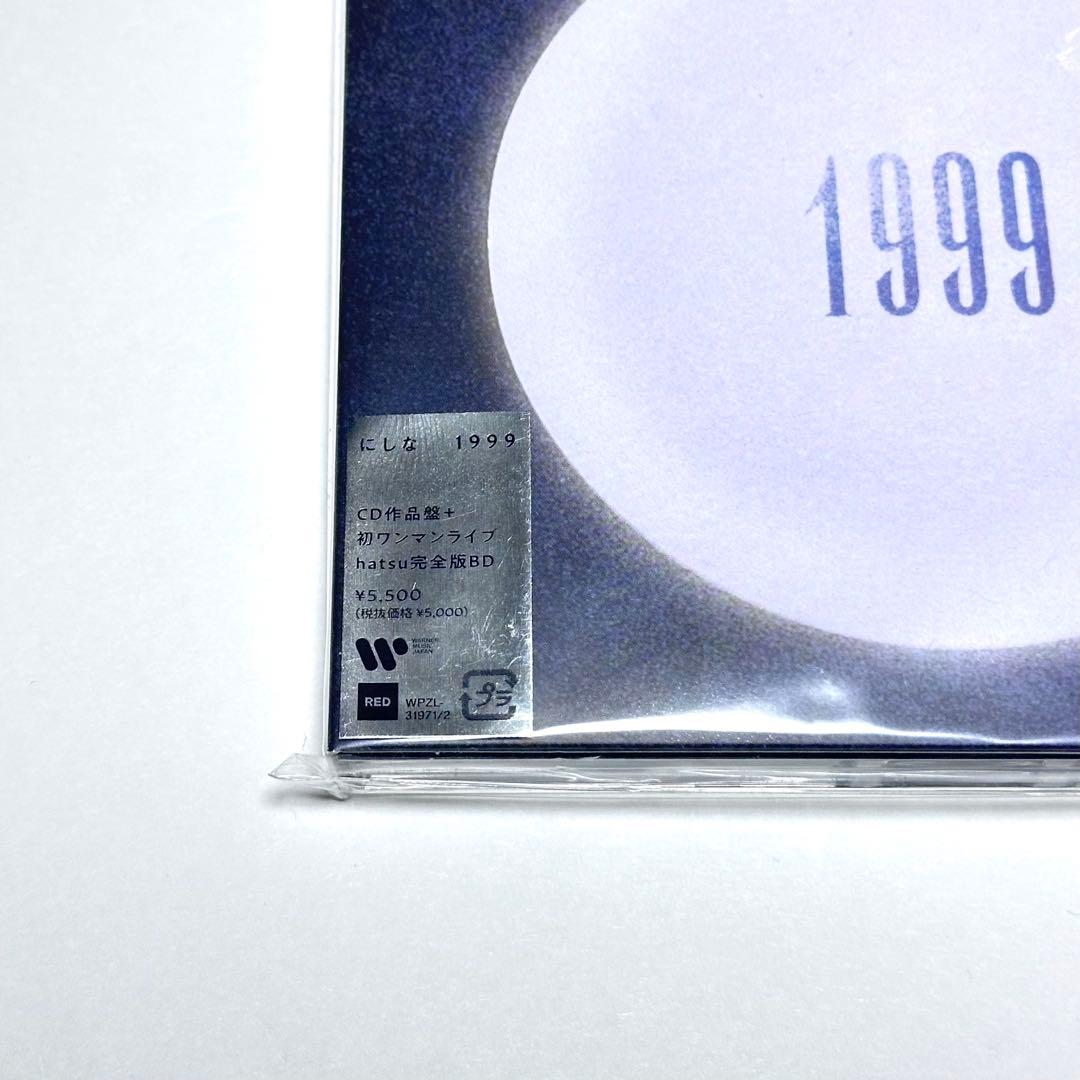 1999
にしな 1999
CD作品盤+
初ワンマンライブ
hatsu完全版BD
¥5,500
(税抜価格 ¥5,000)
WARNER
MUSIC
JAPAN
RED
WPZL-
31971/2
プラ